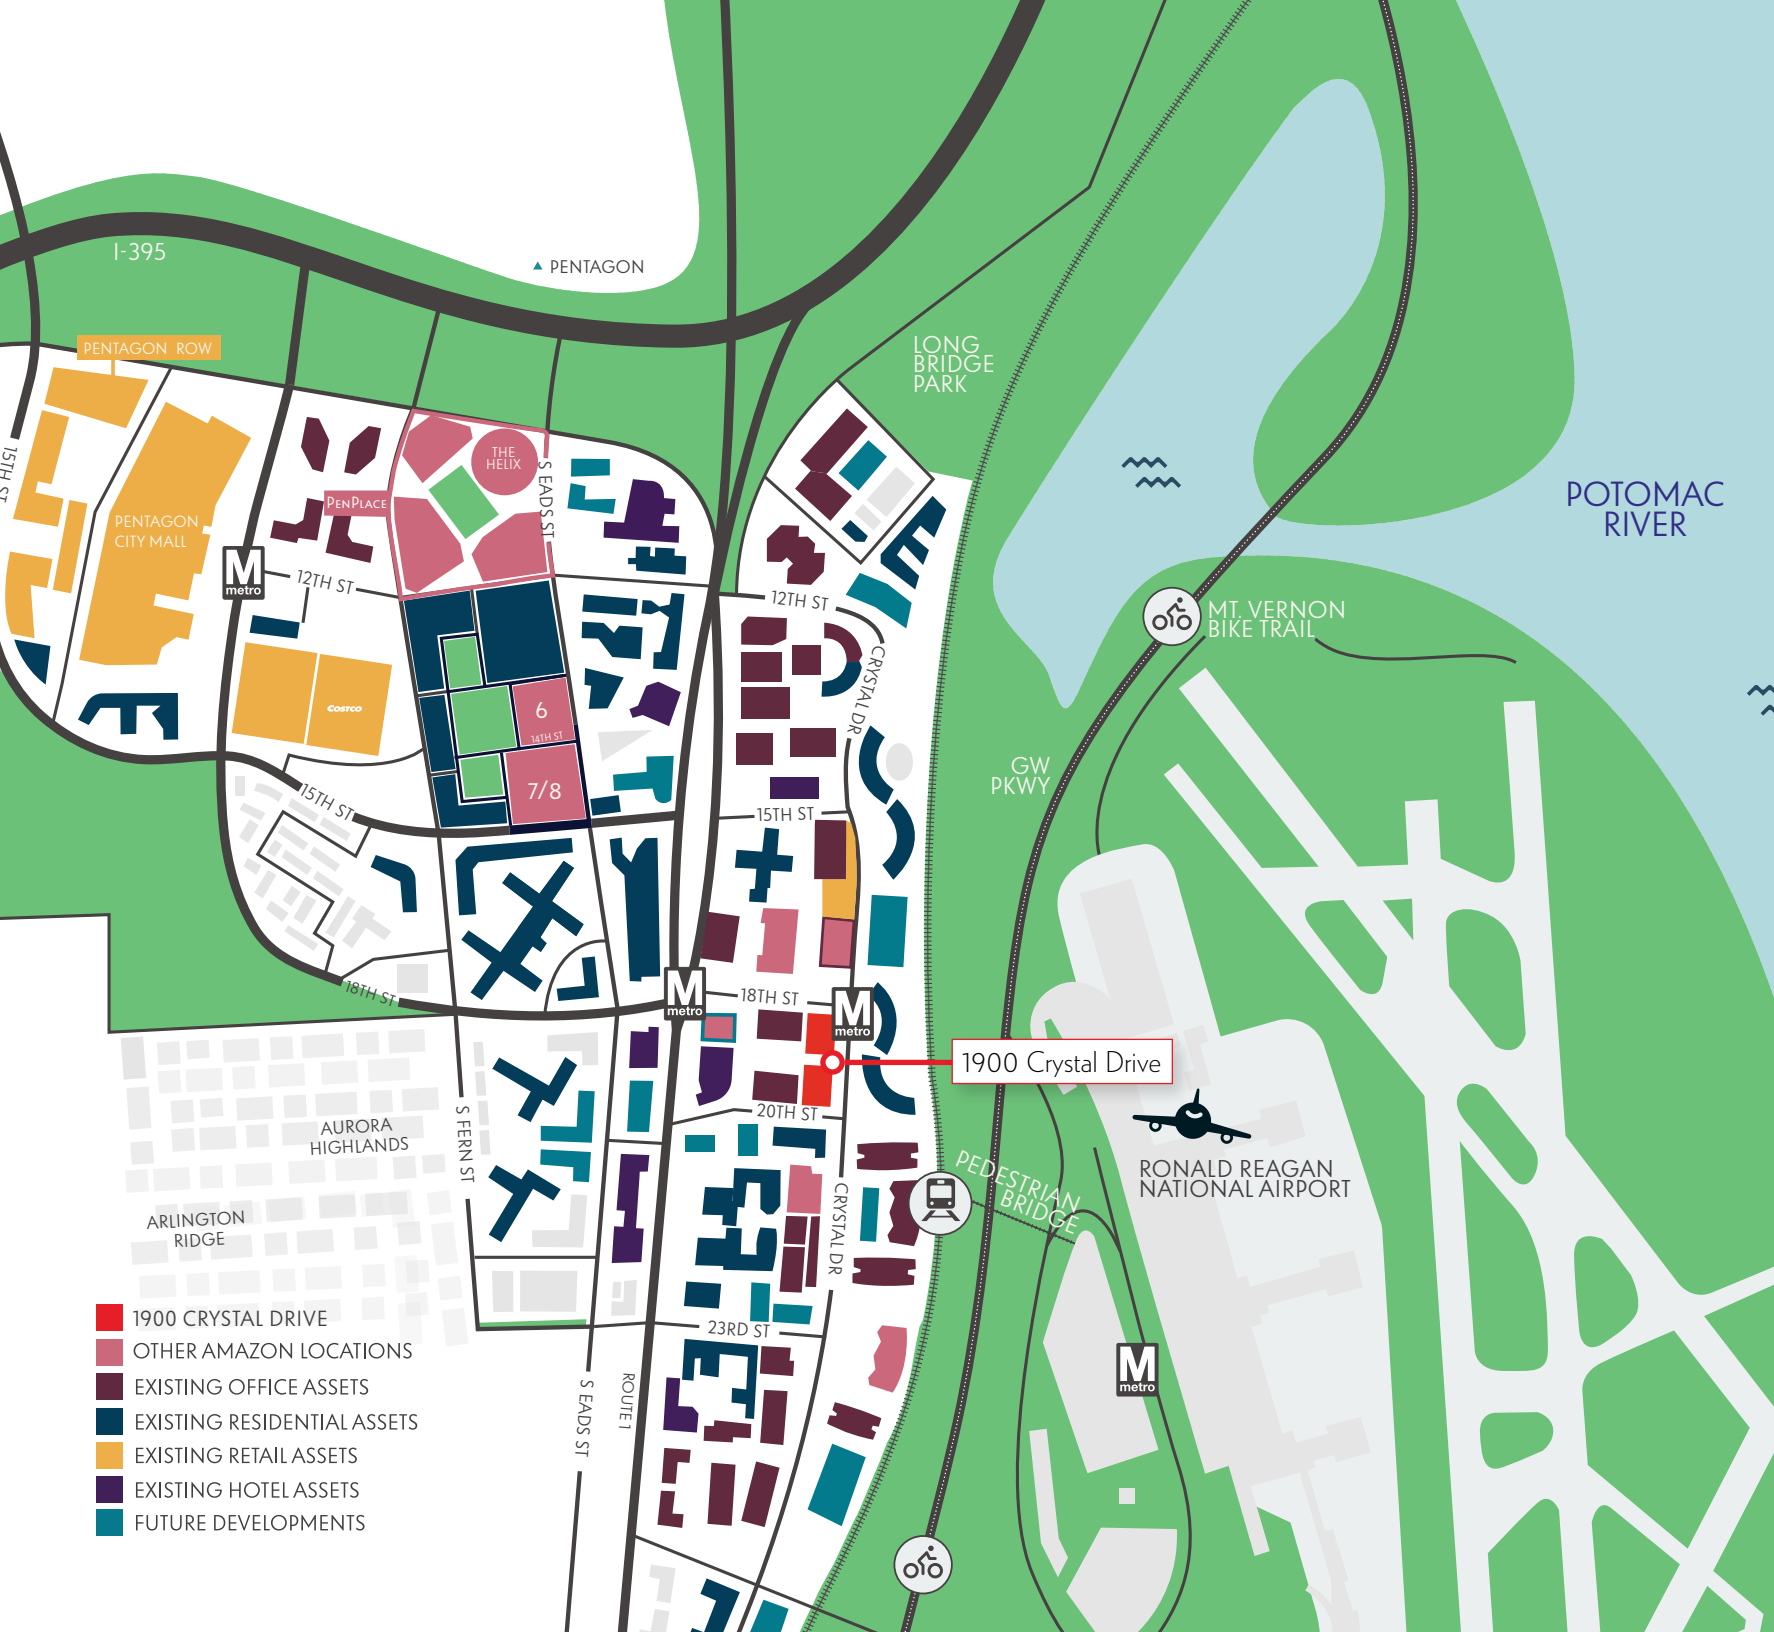 I-395
PENTAGON
PENTAGON ROW
LONG
BRIDGE
PARK
15TH ST
THE
HELIX
S EADS ST
PENPLACE
PENTAGON
CITY MALL
POTOMAC
RIVER
M
metro
12TH ST
12TH ST
MT. VERNON
BIKE TRAIL
CRYSTAL DR
COSTCO
6
14TH ST
7/8
GW
PKWY
15TH ST
15TH ST
18TH ST
M
metro
18TH ST
M
metro
1900 Crystal Drive
20TH ST
S FERN ST
AURORA
HIGHLANDS
PEDESTRIAN
BRIDGE
RONALD REAGAN
NATIONAL AIRPORT
ARLINGTON
RIDGE
CRYSTAL DR
23RD ST
M
metro
S EADS ST
ROUTE 1
1900 CRYSTAL DRIVE
OTHER AMAZON LOCATIONS
EXISTING OFFICE ASSETS
EXISTING RESIDENTIAL ASSETS
EXISTING RETAIL ASSETS
EXISTING HOTEL ASSETS
FUTURE DEVELOPMENTS